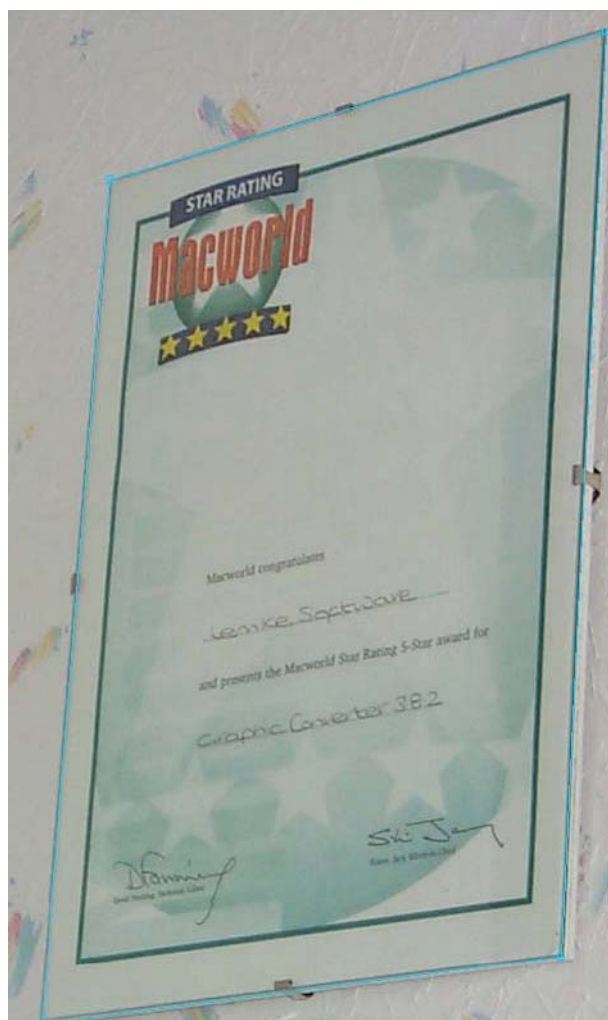 STAR RATING
Macworld
Macworld congratulates
Lemke Software
and presents the Macworld Star Rating 5-Star award for
Graphic Converter 3.8.2